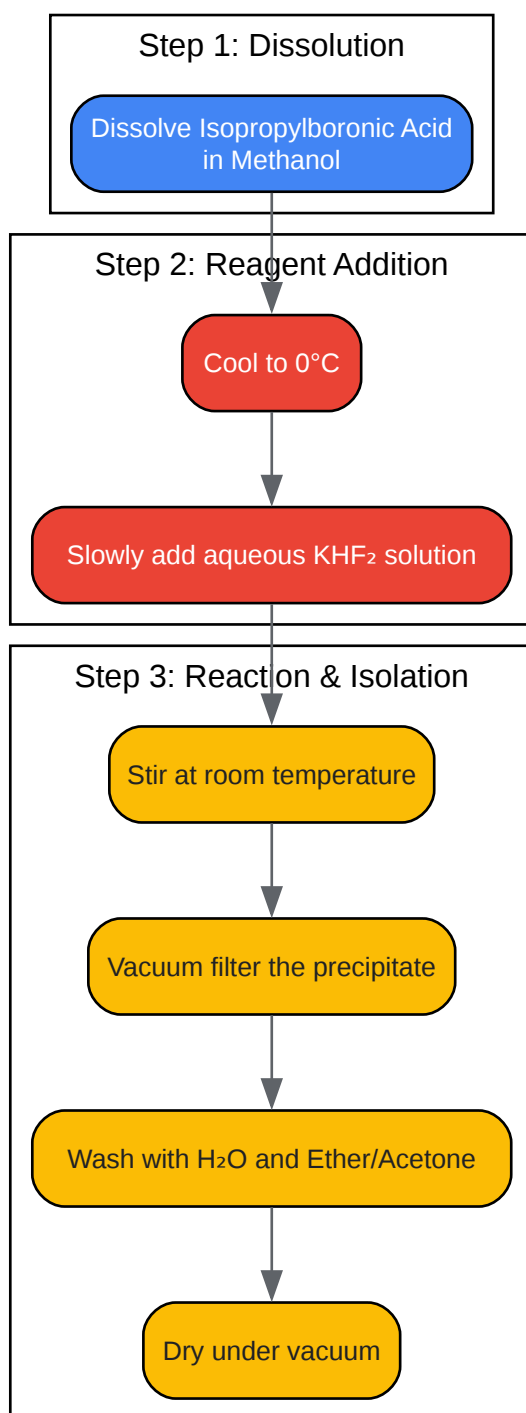 Step 1: Dissolution
Dissolve Isopropylboronic Acid
in Methanol
Step 2: Reagent Addition
Cool to 0°C
Slowly add aqueous KHF₂ solution
Step 3: Reaction & Isolation
Stir at room temperature
Vacuum filter the precipitate
Wash with H₂O and Ether/Acetone
Dry under vacuum